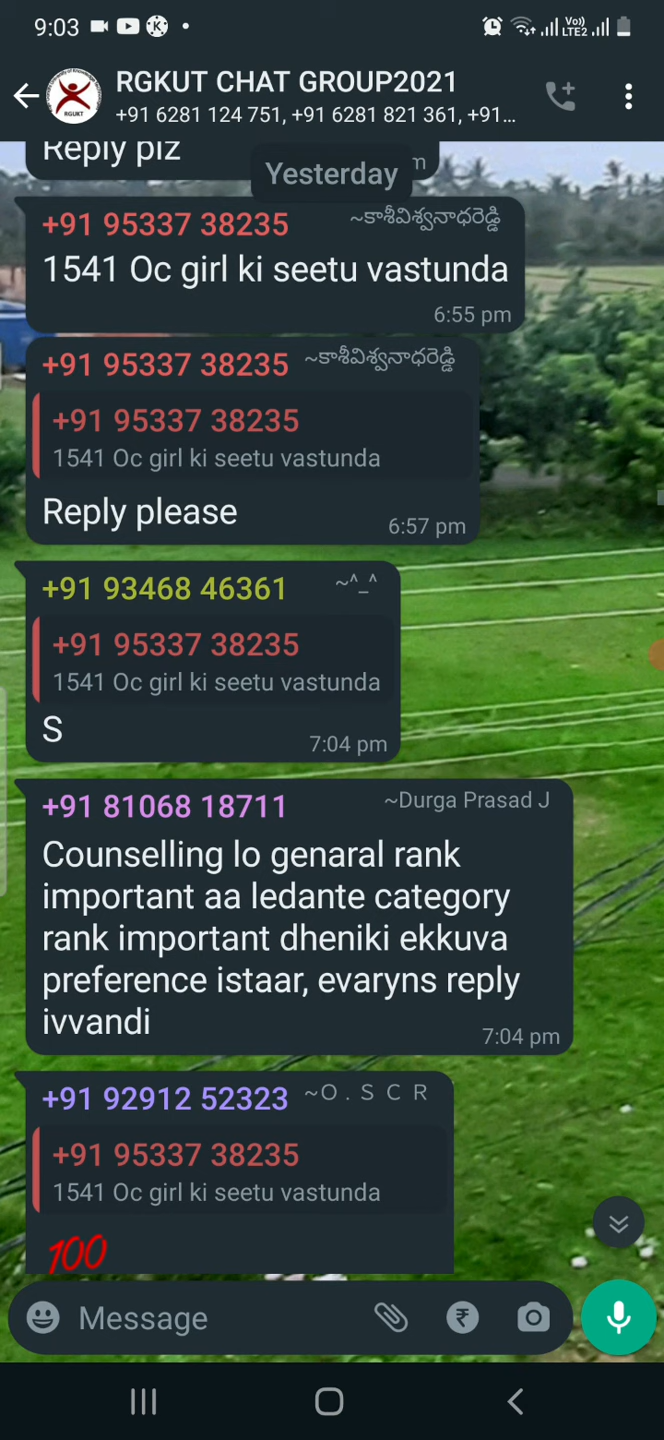 9:03
Vo)
LTE2
RGKUT CHAT GROUP2021
RGUKT
+91 6281 124 751, +91 6281 821 361, +91...
Reply plz
m
Yesterday
+91 95337 38235 ~కాశీవిశ్వనాధరెడ్డి
1541 Oc girl ki seetu vastunda
6:55 pm
+91 95337 38235 ~కాశీవిశ్వనాధరెడ్డి
+91 95337 38235
1541 Oc girl ki seetu vastunda
Reply please
6:57 pm
+91 93468 46361 ~^_^
+91 95337 38235
1541 Oc girl ki seetu vastunda
S
7:04 pm
+91 81068 18711 ~Durga Prasad J
Counselling lo genaral rank
important aa ledante category
rank important dheniki ekkuva
preference istaar, evaryns reply
ivvandi
7:04 pm
+91 92912 52323 ~O . S C R
+91 95337 38235
1541 Oc girl ki seetu vastunda
100
Message
₹